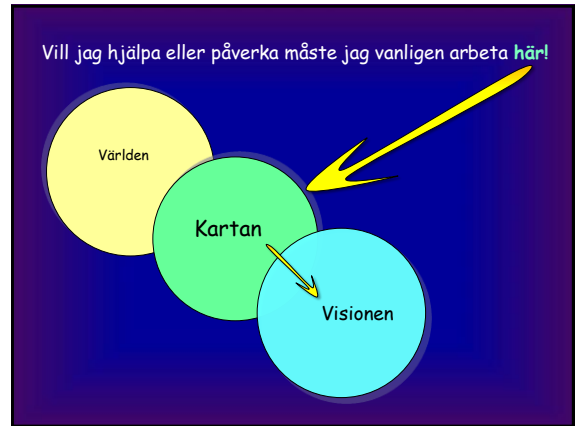 Vill jag hjälpa eller påverka måste jag vanligen arbeta här!
Världen
Kartan
Visionen